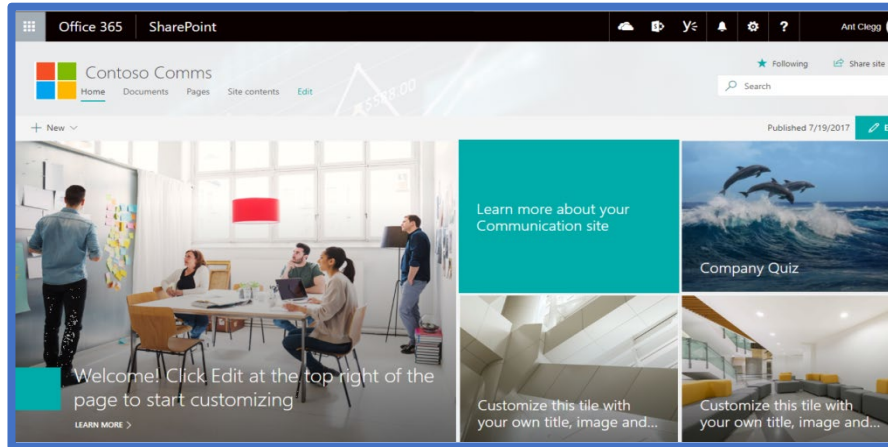 Office 365 SharePoint
Ant Clegg
Contoso Comms
Following Share site
Home Documents Pages Site contents Edit
Search
+ New
Published 7/19/2017
Learn more about your
Communication site
Company Quiz
Welcome! Click Edit at the top right of the
page to start customizing
LEARN MORE >
Customize this tile with
your own title, image and...
Customize this tile with
your own title, image and...